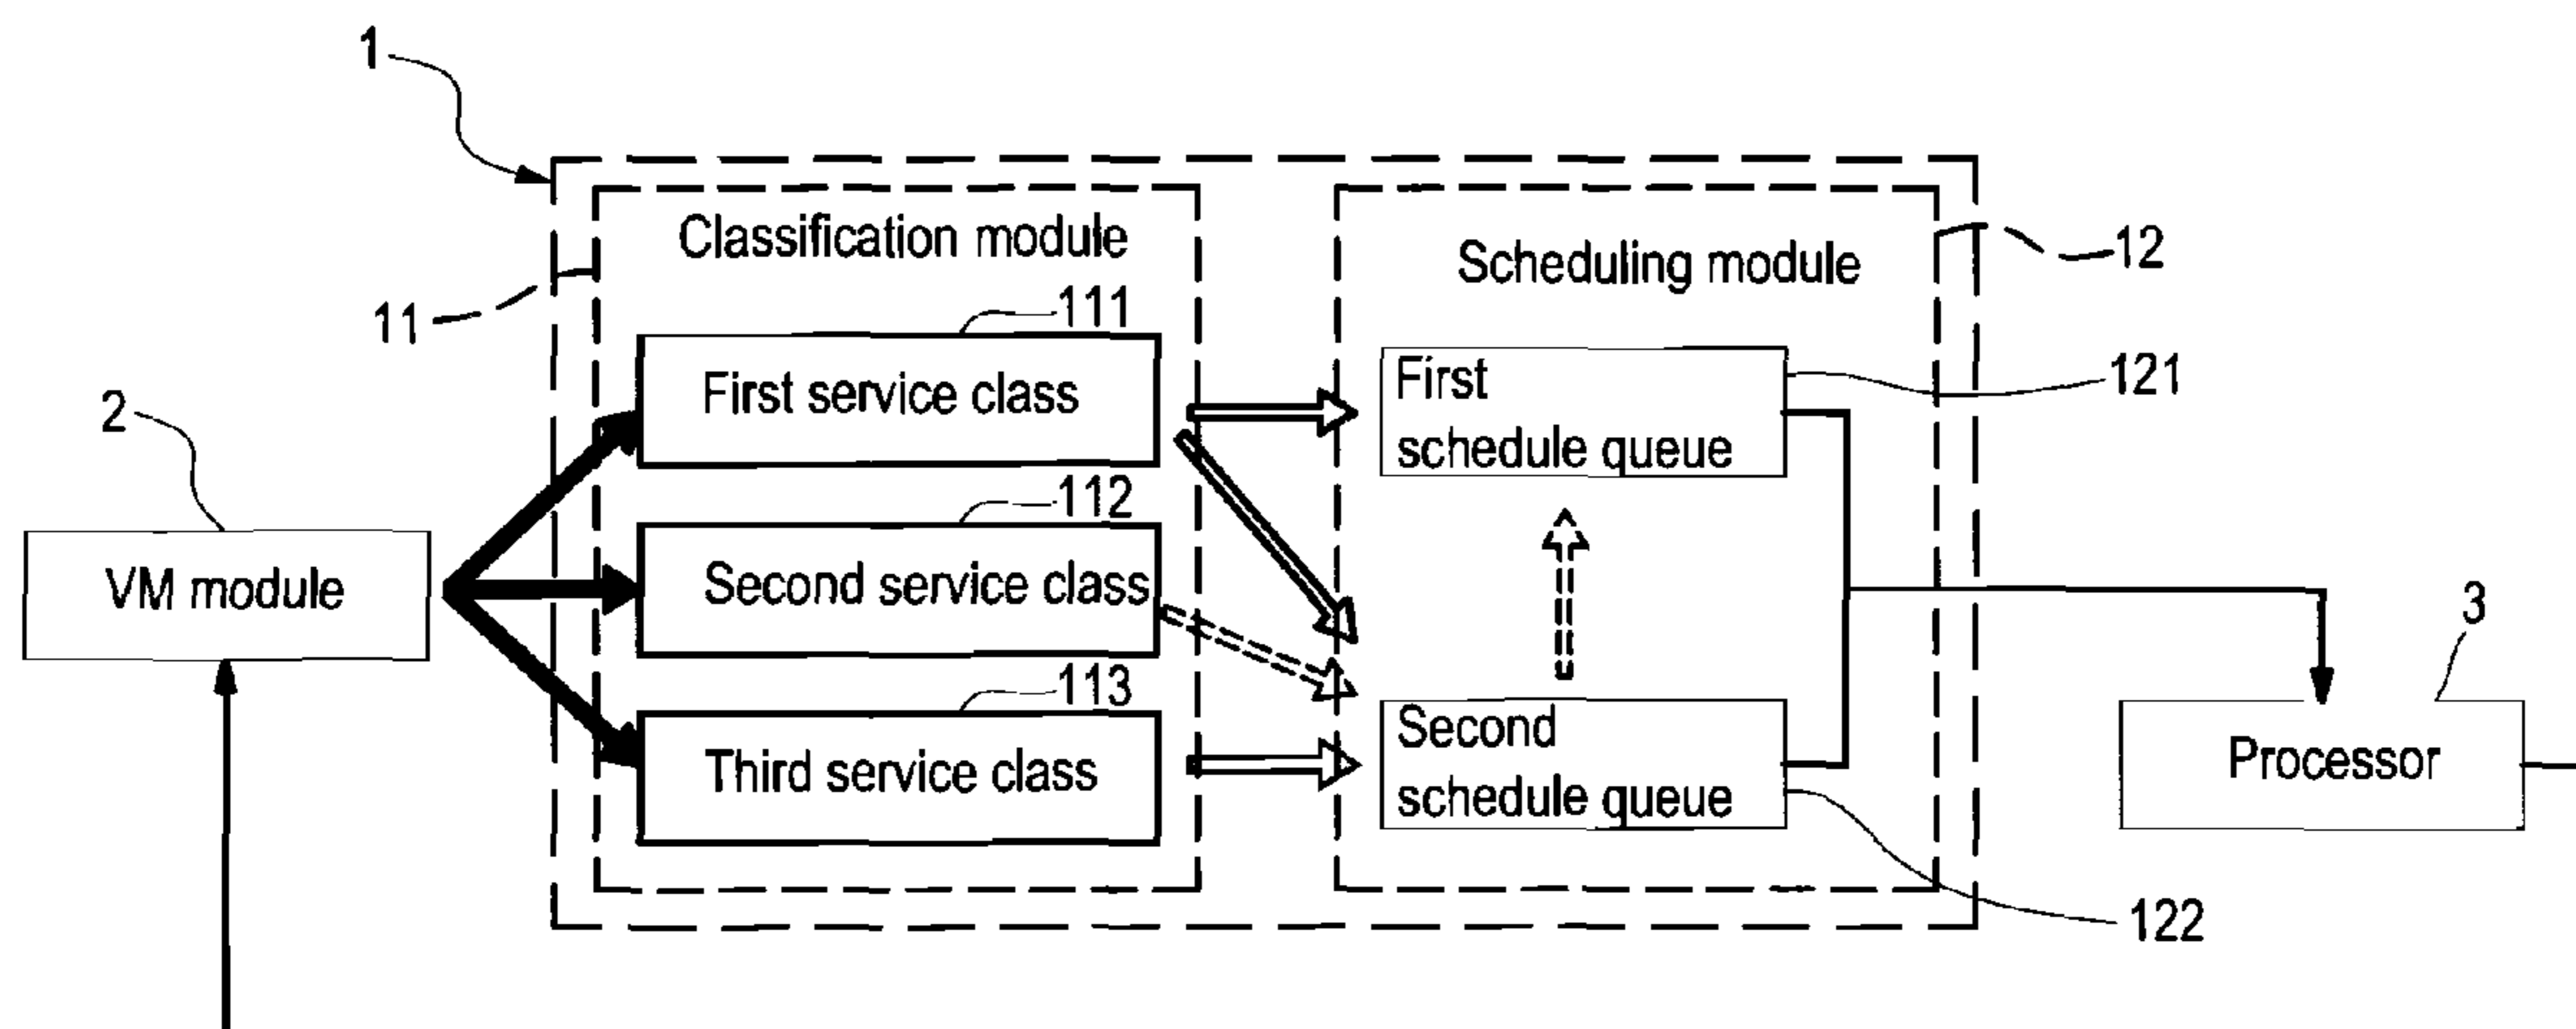 1
Classification module
Scheduling module
12
11
111
First service class
First
schedule queue
121
2
112
VM module
Second service class
3
113
Third service class
Second
schedule queue
Processor
122